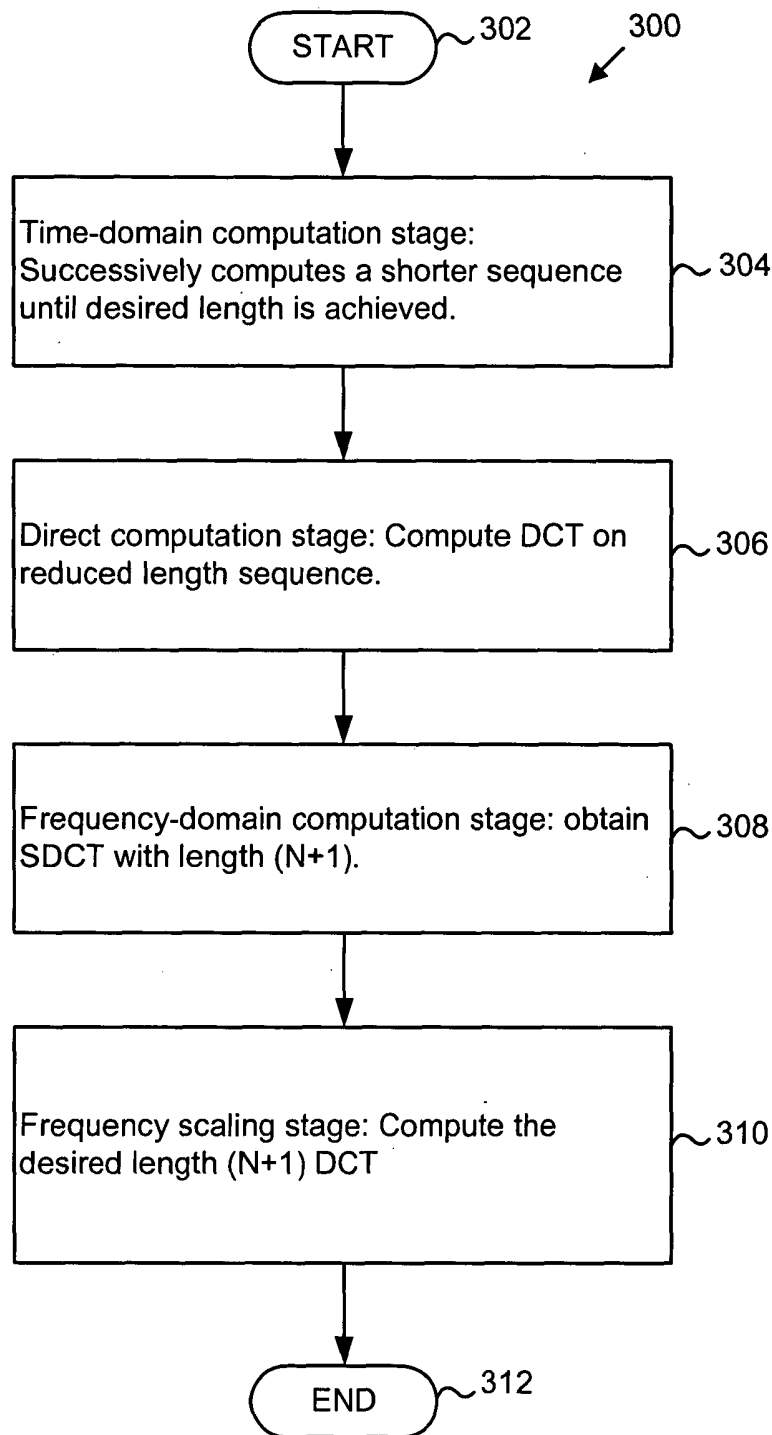 START
302
300
Time-domain computation stage:
Successively computes a shorter sequence
until desired length is achieved.
304
Direct computation stage: Compute DCT on
reduced length sequence.
306
Frequency-domain computation stage: obtain
SDCT with length (N+1).
308
Frequency scaling stage: Compute the
desired length (N+1) DCT
310
END
312